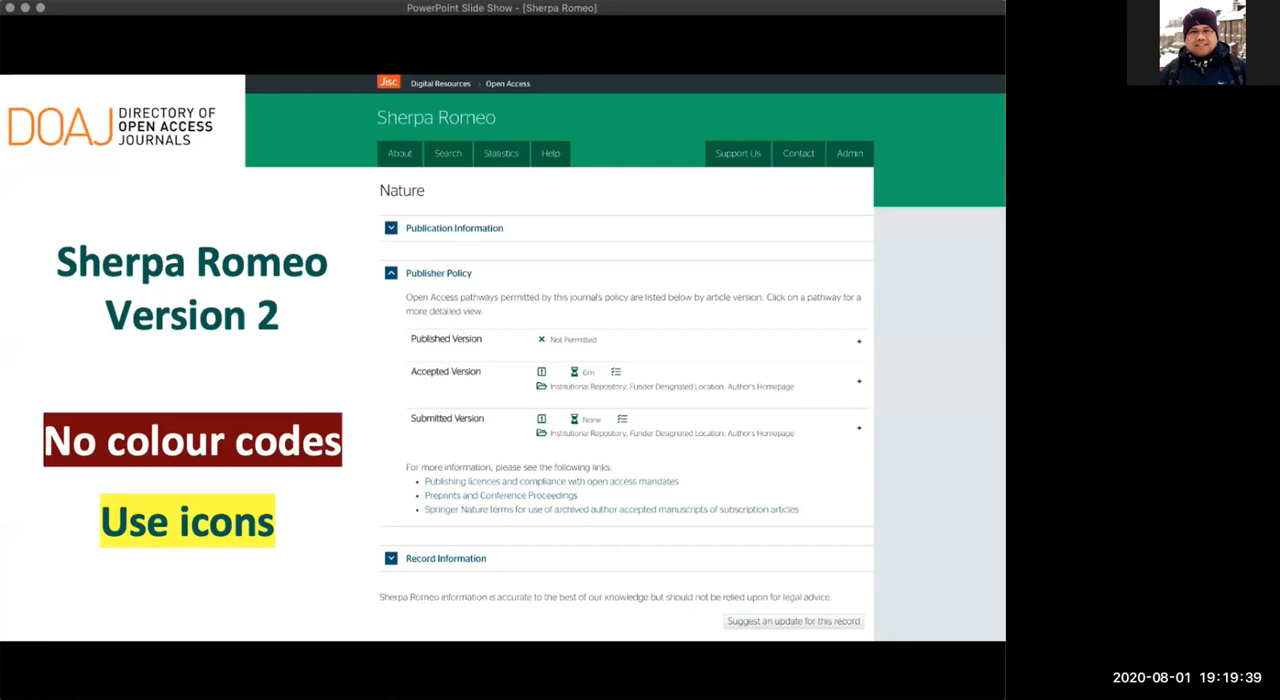 PowerPoint Slide Show - [Sherpa Romeo]
Jisc Digital Resources › Open Access
DOAJ DIRECTORY OF
OPEN ACCESS
JOURNALS
Sherpa Romeo
About Search Statistics Help Support Us Contact Admin
Sherpa Romeo
Version 2
No colour codes
Use icons
Nature
Publication Information
Publisher Policy
Open Access pathways permitted by this journal's policy are listed below by article version. Click on a pathway for a
more detailed view.
Published Version Not Permitted +
Accepted Version 6m +
Institutional Repository, Funder Designated Location, Author's Homepage
Submitted Version None +
Institutional Repository, Funder Designated Location, Author's Homepage
For more information, please see the following links:
• Publishing licences and compliance with open access mandates
• Preprints and Conference Proceedings
• Springer Nature terms for use of archived author accepted manuscripts of subscription articles
Record Information
Sherpa Romeo information is accurate to the best of our knowledge but should not be relied upon for legal advice.
Suggest an update for this record
2020-08-01 19:19:39